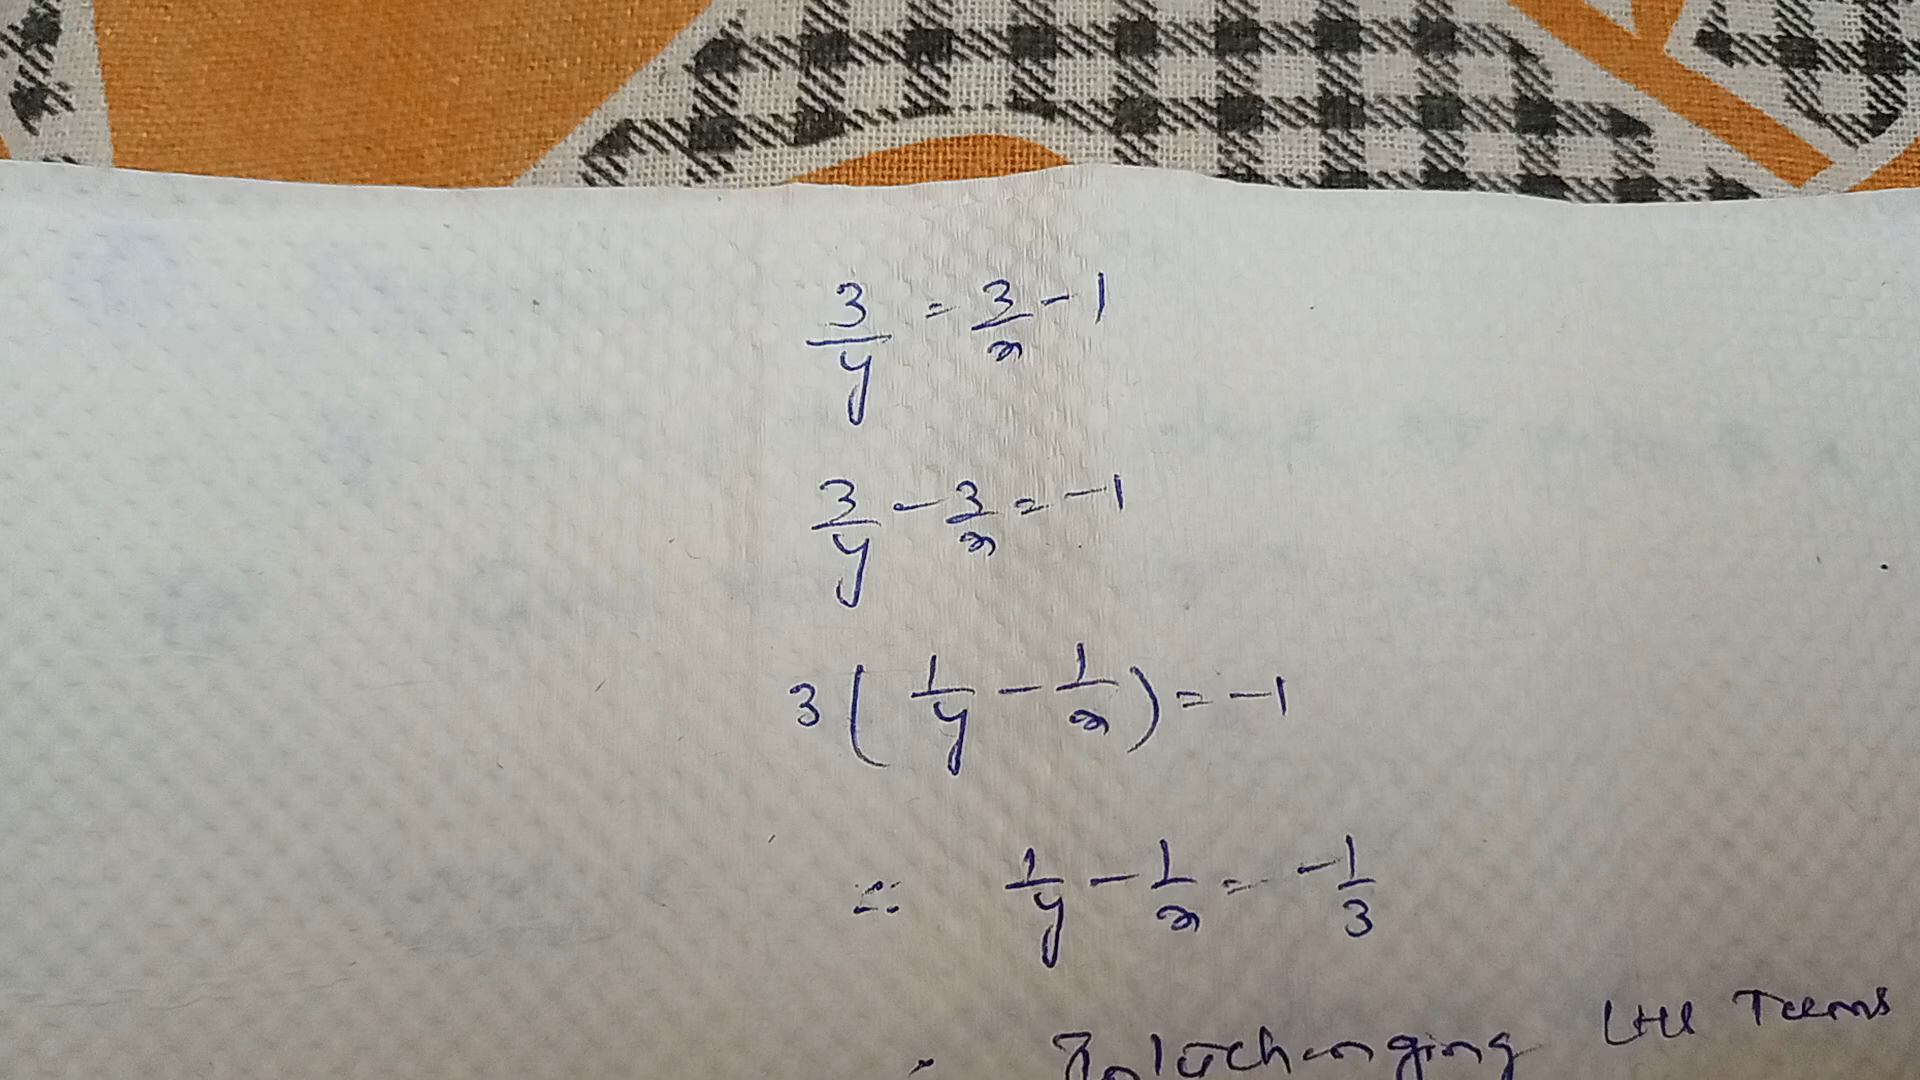 3/y = 3/x - 1
3/y - 3/x = -1
3(1/y - 1/x) = -1
∴ 1/y - 1/x = -1/3
Interchanging LHS Terms